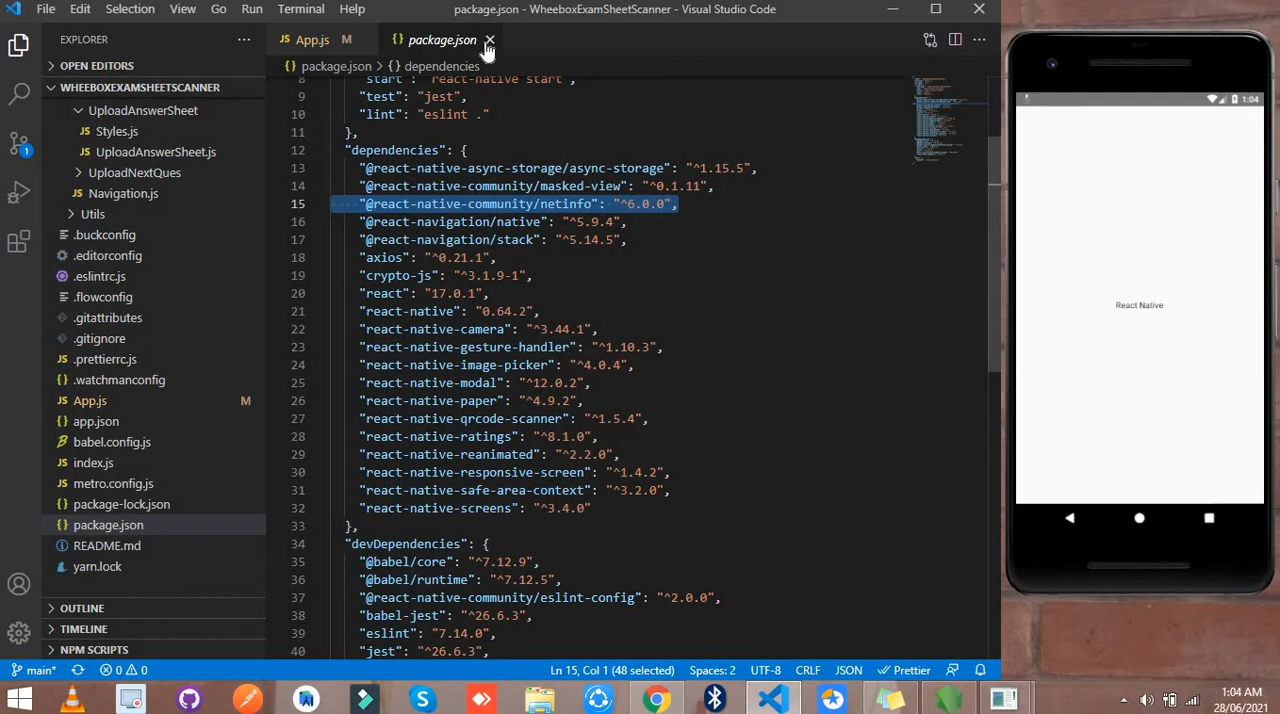 File Edit Selection View Go Run Terminal Help package.json - WheeboxExamSheetScanner - Visual Studio Code
EXPLORER
OPEN EDITORS
WHEEBOXEXAMSHEETSCANNER
UploadAnswerSheet
Styles.js
UploadAnswerSheet.js
UploadNextQues
Navigation.js
Utils
.buckconfig
.editorconfig
.eslintrc.js
.flowconfig
.gitattributes
.gitignore
.prettierrc.js
.watchmanconfig
App.js M
app.json
babel.config.js
index.js
metro.config.js
package-lock.json
package.json
README.md
yarn.lock
OUTLINE
TIMELINE
NPM SCRIPTS
1
App.js M
package.json
package.json > {} dependencies
8 "start": "react-native start",
9 "test": "jest",
10 "lint": "eslint ."
11 },
12 "dependencies": {
13 "@react-native-async-storage/async-storage": "^1.15.5",
14 "@react-native-community/masked-view": "^0.1.11",
15 "@react-native-community/netinfo": "^6.0.0",
16 "@react-navigation/native": "^5.9.4",
17 "@react-navigation/stack": "^5.14.5",
18 "axios": "^0.21.1",
19 "crypto-js": "^3.1.9-1",
20 "react": "17.0.1",
21 "react-native": "0.64.2",
22 "react-native-camera": "^3.44.1",
23 "react-native-gesture-handler": "^1.10.3",
24 "react-native-image-picker": "^4.0.4",
25 "react-native-modal": "^12.0.2",
26 "react-native-paper": "^4.9.2",
27 "react-native-qrcode-scanner": "^1.5.4",
28 "react-native-ratings": "^8.1.0",
29 "react-native-reanimated": "^2.2.0",
30 "react-native-responsive-screen": "^1.4.2",
31 "react-native-safe-area-context": "^3.2.0",
32 "react-native-screens": "^3.4.0"
33 },
34 "devDependencies": {
35 "@babel/core": "^7.12.9",
36 "@babel/runtime": "^7.12.5",
37 "@react-native-community/eslint-config": "^2.0.0",
38 "babel-jest": "^26.6.3",
39 "eslint": "7.14.0",
40 "jest": "^26.6.3",
1:04
React Native
main* 0 0 Ln 15, Col 1 (48 selected) Spaces: 2 UTF-8 CRLF JSON Prettier
1:04 AM
28/06/2021